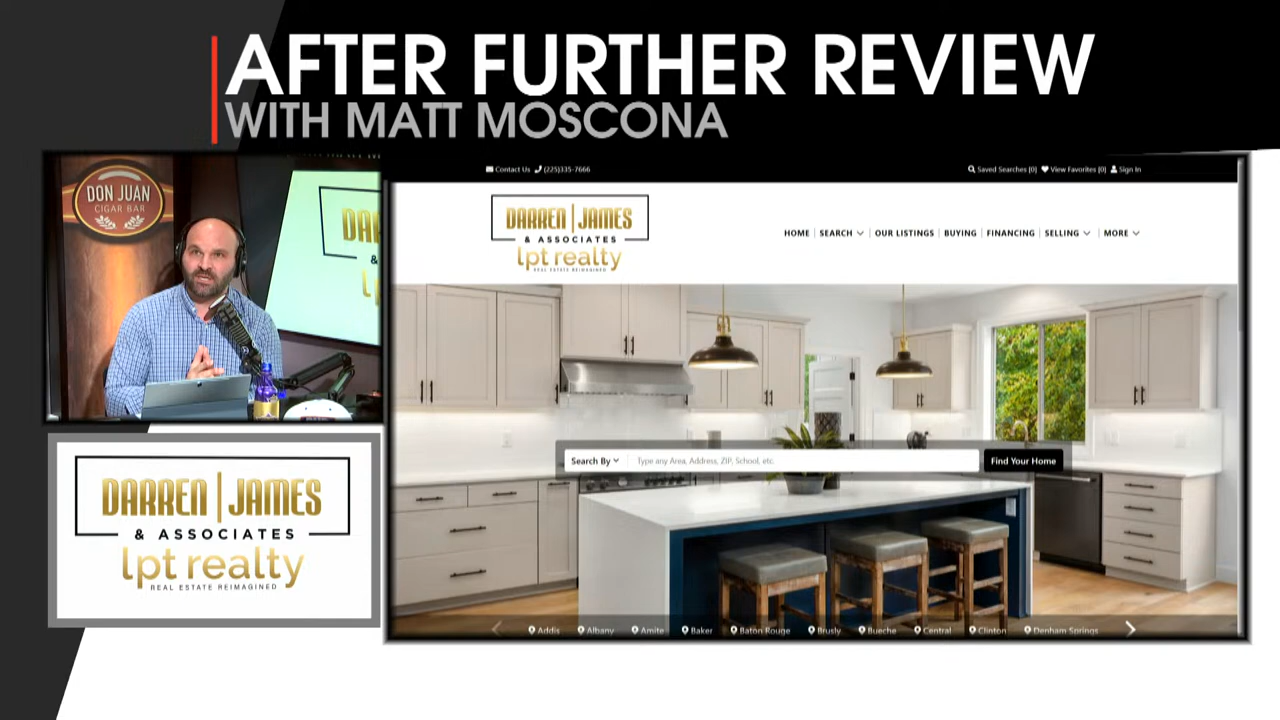 AFTER FURTHER REVIEW
WITH MATT MOSCONA
DON JUAN
CIGAR BAR
Contact Us (225)335-7666
Saved Searches [0] View Favorites [0] Sign In
DARREN | JAMES
& ASSOCIATES
lpt realty
REAL ESTATE REIMAGINED
HOME SEARCH OUR LISTINGS BUYING FINANCING SELLING MORE
Search By Type any Area, Address, ZIP, School, etc. Find Your Home
Addis Albany Amite Baker Baton Rouge Brusly Bueche Central Clinton Denham Springs
DARREN | JAMES
& ASSOCIATES
lpt realty
REAL ESTATE REIMAGINED